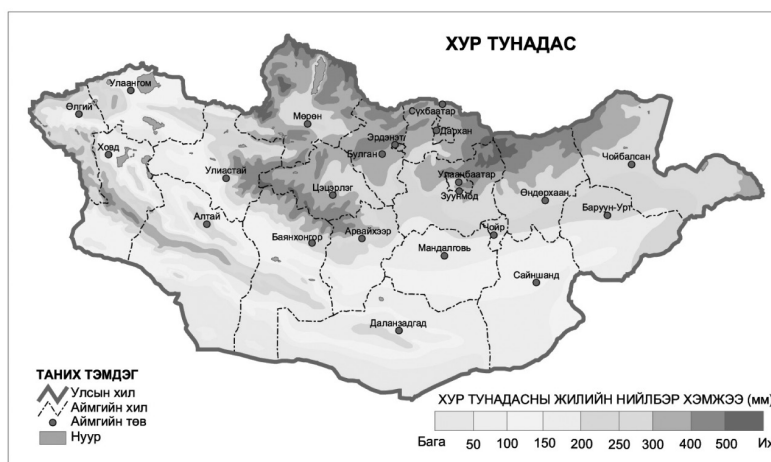 ХУР ТУНАДАС
Улаангом
Өлгий
Ховд
Улиастай
Алтай
Мөрөн
Эрдэнэт
Булган
Цэцэрлэг
Баянхонгор
Арвайхээр
Сүхбаатар
Дархан
Улаанбаатар
Зуунмод
Чойр
Мандалговь
Даланзадгад
Сайншанд
Өндөрхаан
Чойбалсан
Баруун-Урт
ТАНИХ ТЭМДЭГ
Улсын хил
Аймгийн хил
Аймгийн төв
Нуур
ХУР ТУНАДАСНЫ ЖИЛИЙН НИЙЛБЭР ХЭМЖЭЭ (мм)
Бага 50 100 150 200 250 300 400 500 Их